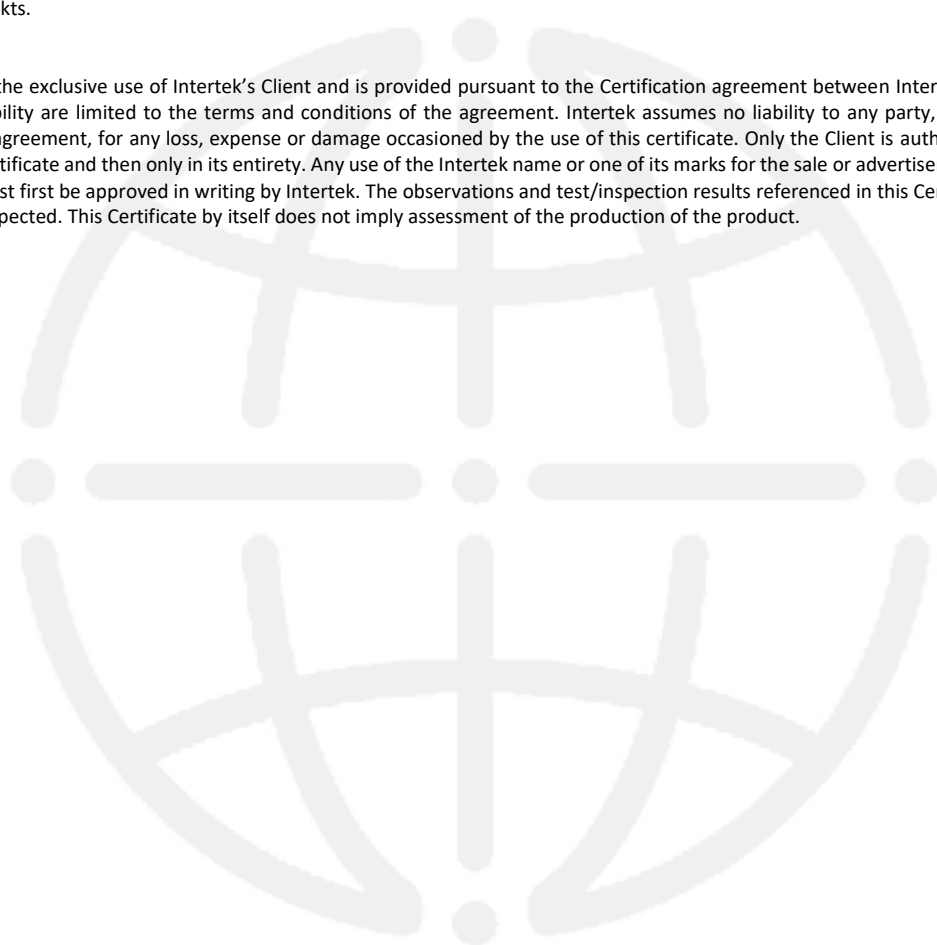 kts.
the exclusive use of Intertek’s Client and is provided pursuant to the Certification agreement between Inter
bility are limited to the terms and conditions of the agreement. Intertek assumes no liability to any party,
agreement, for any loss, expense or damage occasioned by the use of this certificate. Only the Client is auth
rtificate and then only in its entirety. Any use of the Intertek name or one of its marks for the sale or advertise
st first be approved in writing by Intertek. The observations and test/inspection results referenced in this Cer
pected. This Certificate by itself does not imply assessment of the production of the product.